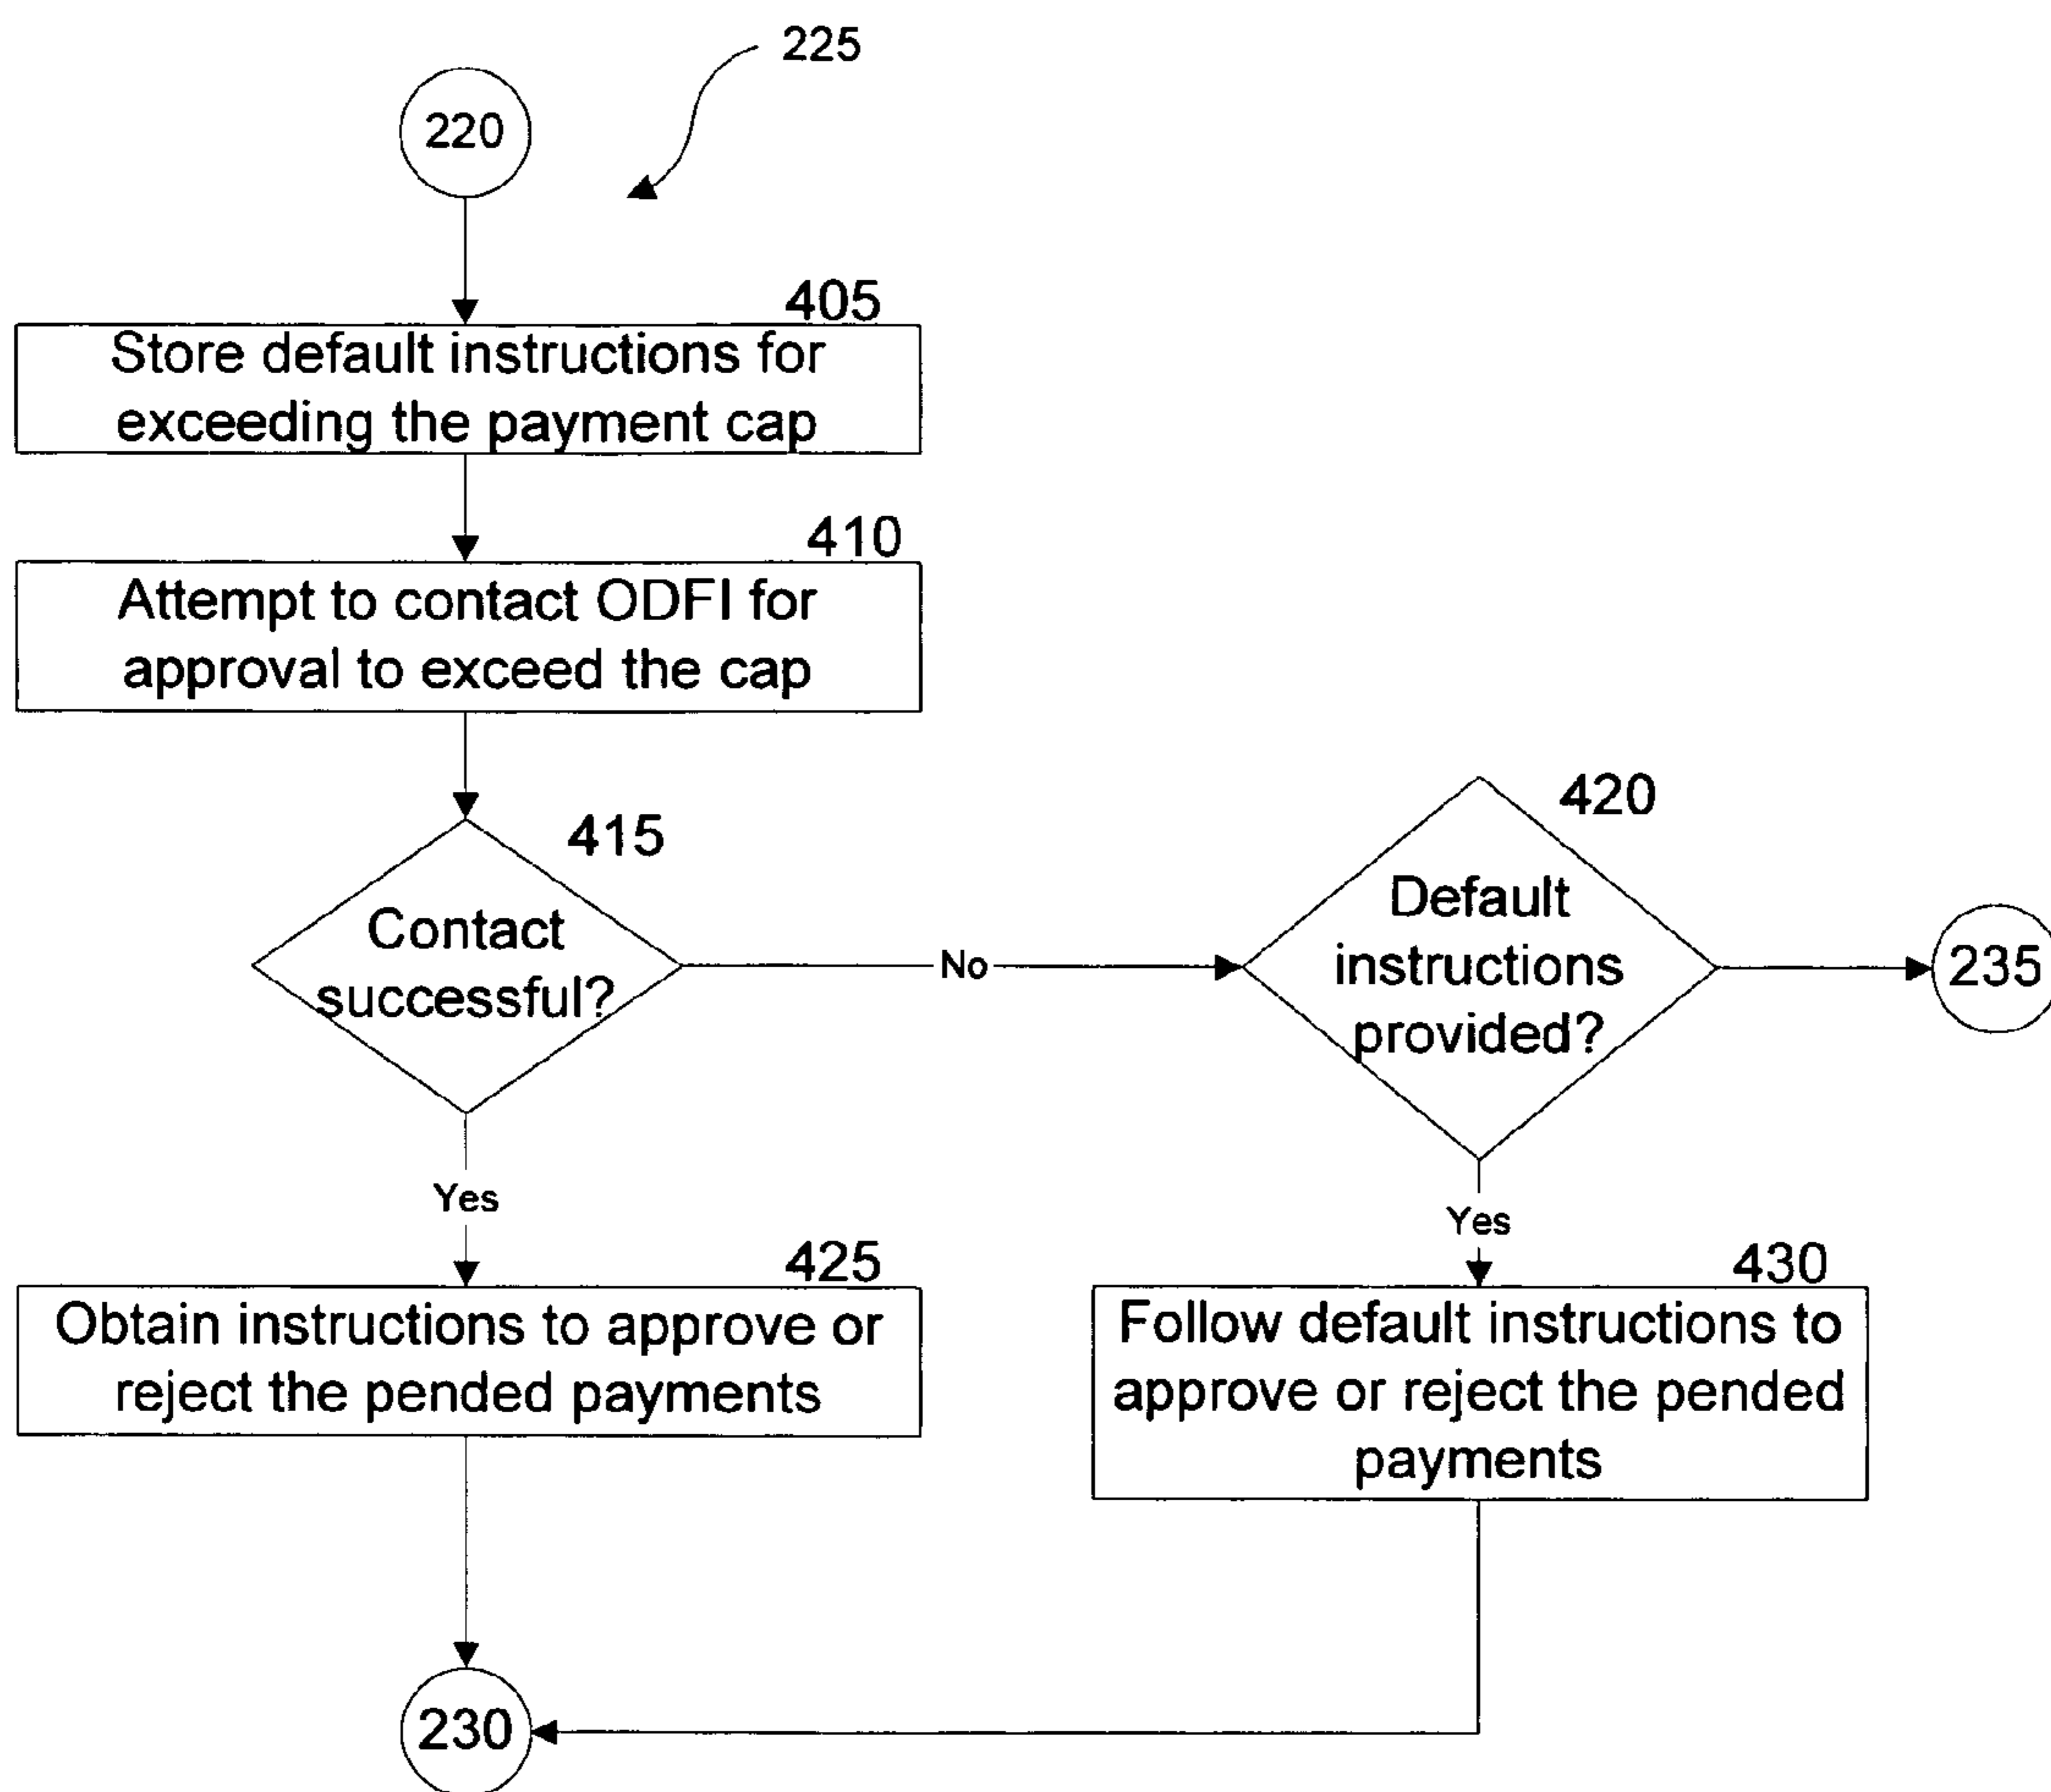 225
220
405
Store default instructions for
exceeding the payment cap
410
Attempt to contact ODFI for
approval to exceed the cap
415
Contact
successful?
No
420
Default
instructions
provided?
235
Yes
Yes
425
Obtain instructions to approve or
reject the pended payments
430
Follow default instructions to
approve or reject the pended
payments
230